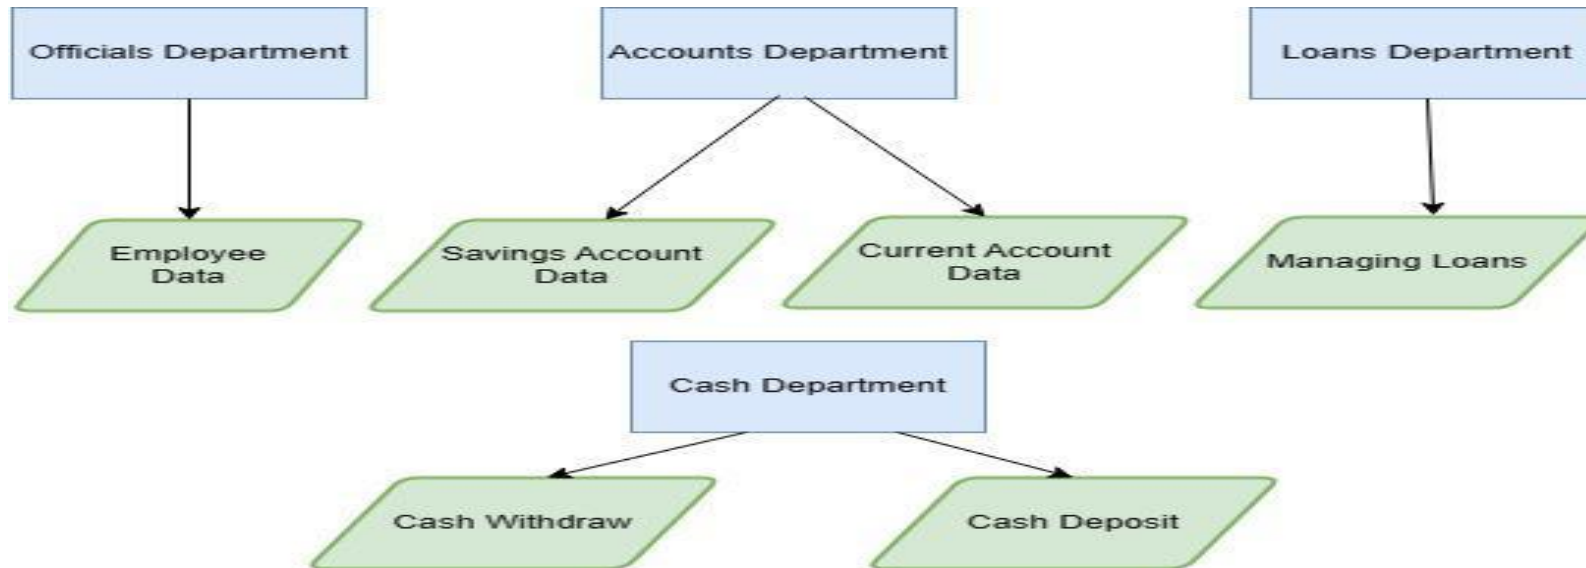 Officials Department
Accounts Department
Loans Department
Employee
Data
Savings Account
Data
Current Account
Data
Managing Loans
Cash Department
Cash Withdraw
Cash Deposit